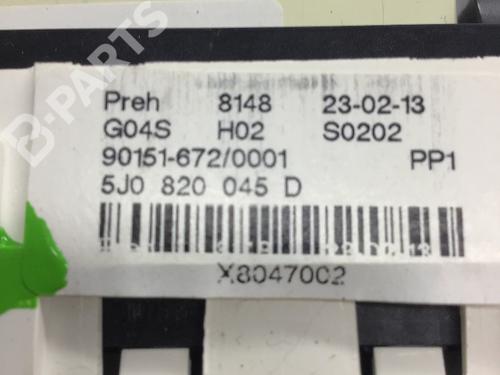 B-PARTS
Preh 8148 23-02-13
G04S H02 S0202
90151-672/0001 PP1
5J0 820 045 D
X8047002